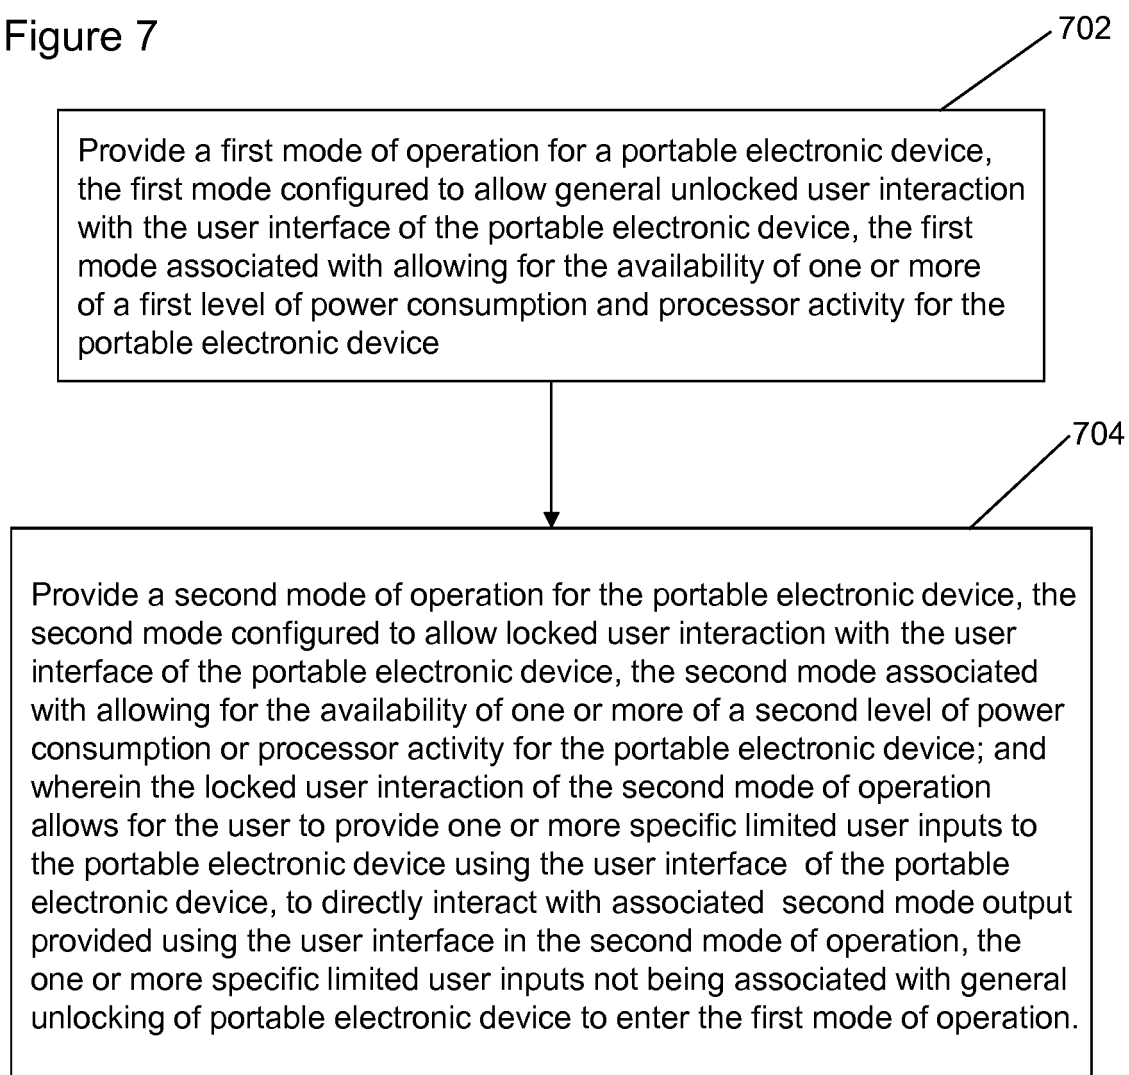 Figure 7
702
Provide a first mode of operation for a portable electronic device,
the first mode configured to allow general unlocked user interaction
with the user interface of the portable electronic device, the first
mode associated with allowing for the availability of one or more
of a first level of power consumption and processor activity for the
portable electronic device
704
Provide a second mode of operation for the portable electronic device, the
second mode configured to allow locked user interaction with the user
interface of the portable electronic device, the second mode associated
with allowing for the availability of one or more of a second level of power
consumption or processor activity for the portable electronic device; and
wherein the locked user interaction of the second mode of operation
allows for the user to provide one or more specific limited user inputs to
the portable electronic device using the user interface  of the portable
electronic device, to directly interact with associated  second mode output
provided using the user interface in the second mode of operation, the
one or more specific limited user inputs not being associated with general
unlocking of portable electronic device to enter the first mode of operation.